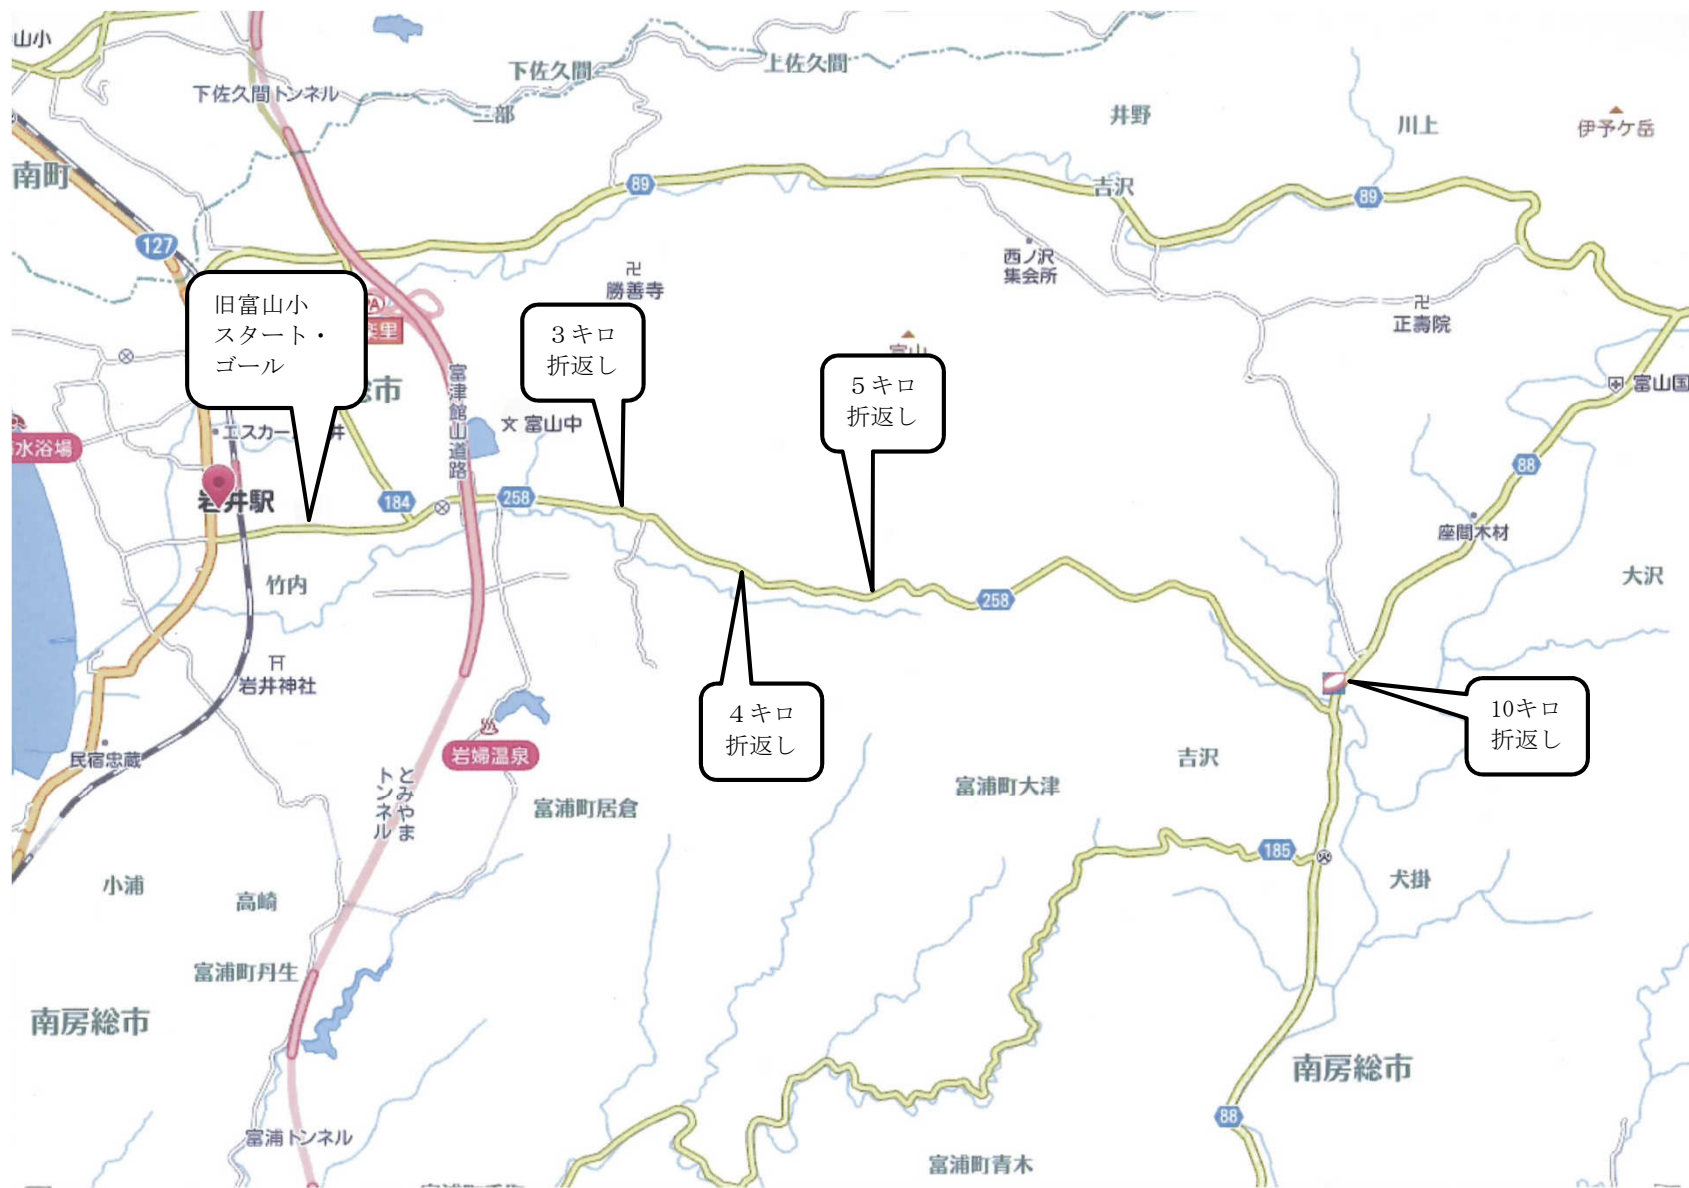 山小
下佐久間
上佐久間
下佐久間トンネル
二部
井野
川上
伊予ケ岳
南町
89
吉沢
89
127
西ノ沢
集会所
卍
勝善寺
卍
正壽院
旧富山小
スタート・
ゴール
３キロ
折返し
富山
５キロ
折返し
富山国
総市
富津館山道路
文 富山中
水浴場
エスカー
井
88
岩井駅
184
258
座間木材
竹内
258
大沢
岩井神社
４キロ
折返し
10キロ
折返し
民宿忠蔵
岩婦温泉
とみやま
トンネル
吉沢
富浦町大津
富浦町居倉
185
小浦
高崎
犬掛
富浦町丹生
南房総市
南房総市
88
富浦トンネル
富浦町青木